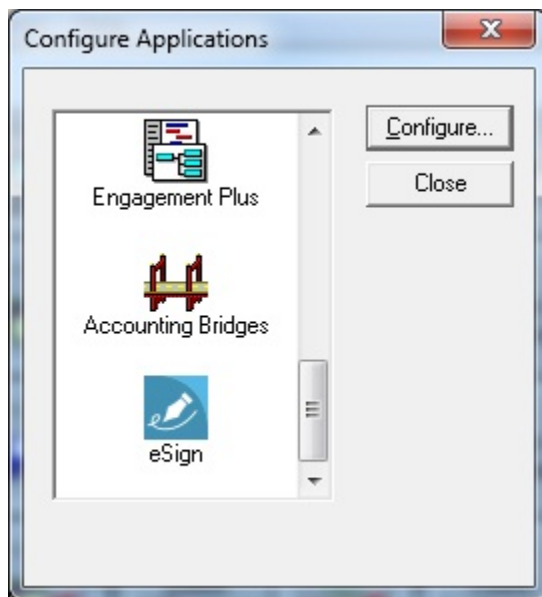 Configure Applications
Engagement Plus
Accounting Bridges
eSign
Configure...
Close